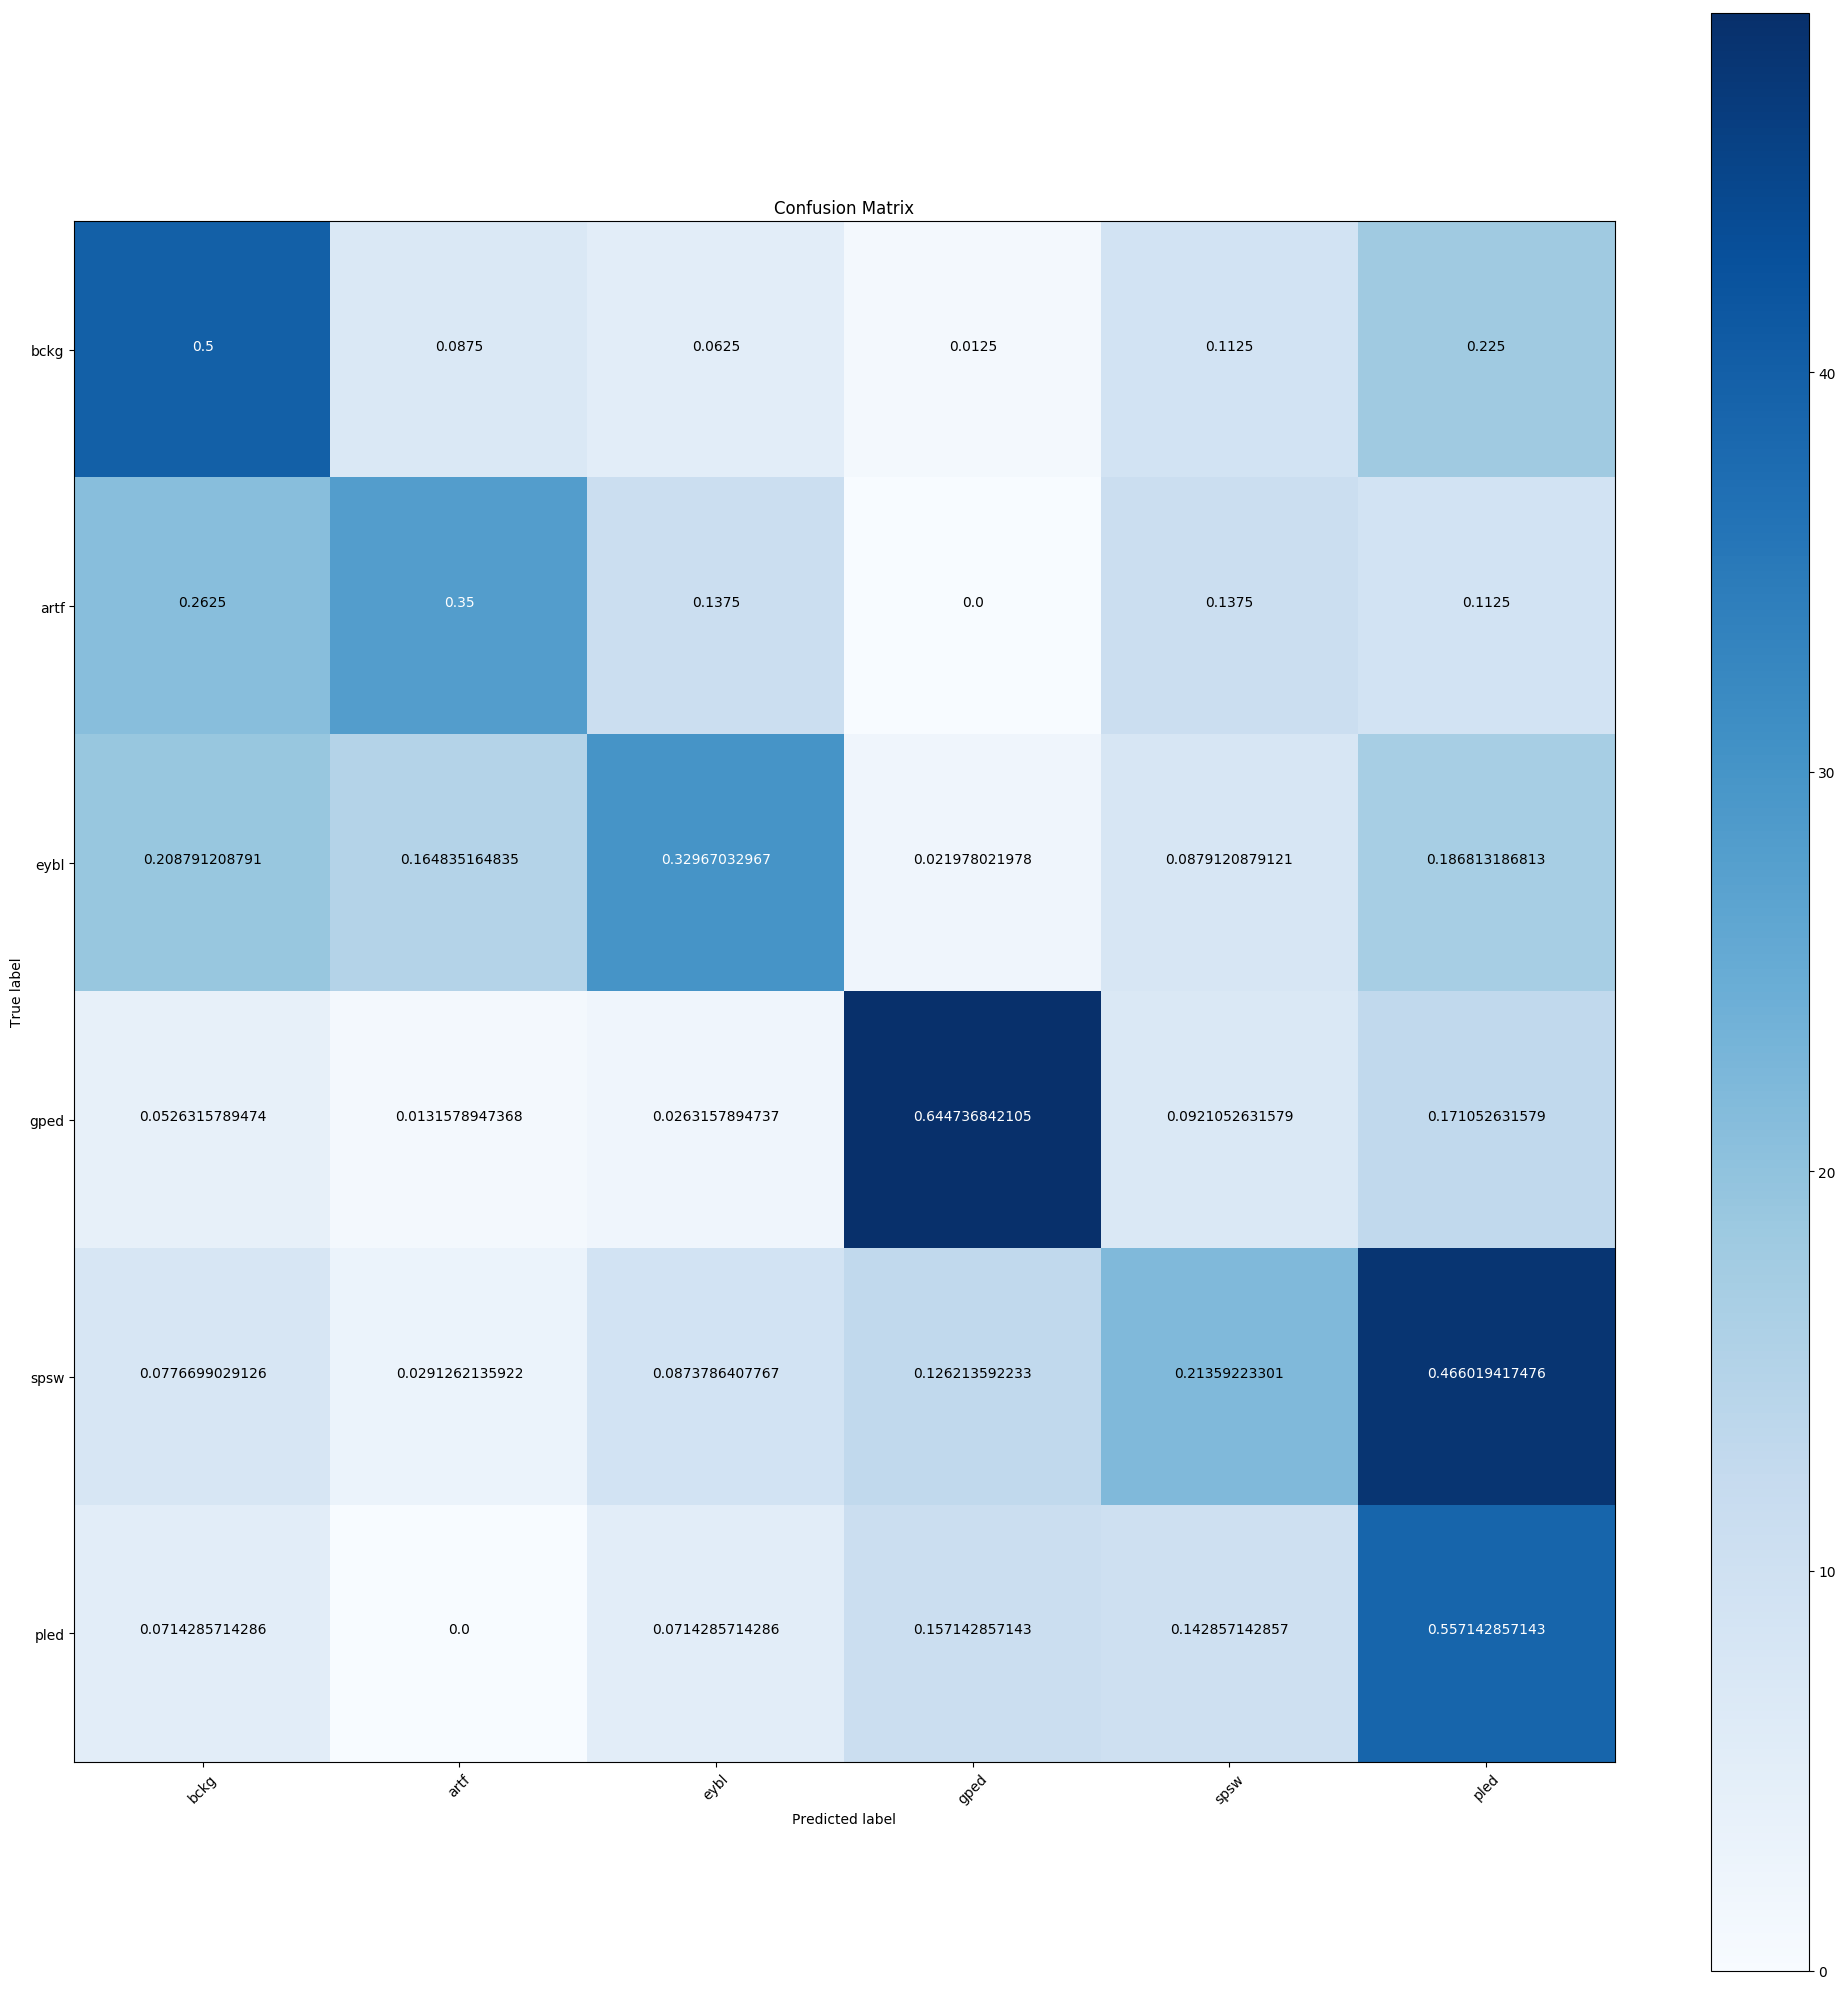 Confusion Matrix
bckg 0.5 0.0875 0.0625 0.0125 0.1125 0.225
artf 0.2625 0.35 0.1375 0.0 0.1375 0.1125
eybl 0.208791208791 0.164835164835 0.32967032967 0.021978021978 0.0879120879121 0.186813186813
gped 0.0526315789474 0.0131578947368 0.0263157894737 0.644736842105 0.0921052631579 0.171052631579
spsw 0.0776699029126 0.0291262135922 0.0873786407767 0.126213592233 0.21359223301 0.466019417476
pled 0.0714285714286 0.0 0.0714285714286 0.157142857143 0.142857142857 0.557142857143
bckg artf eybl gped spsw pled
Predicted label
True label
40
30
20
10
0